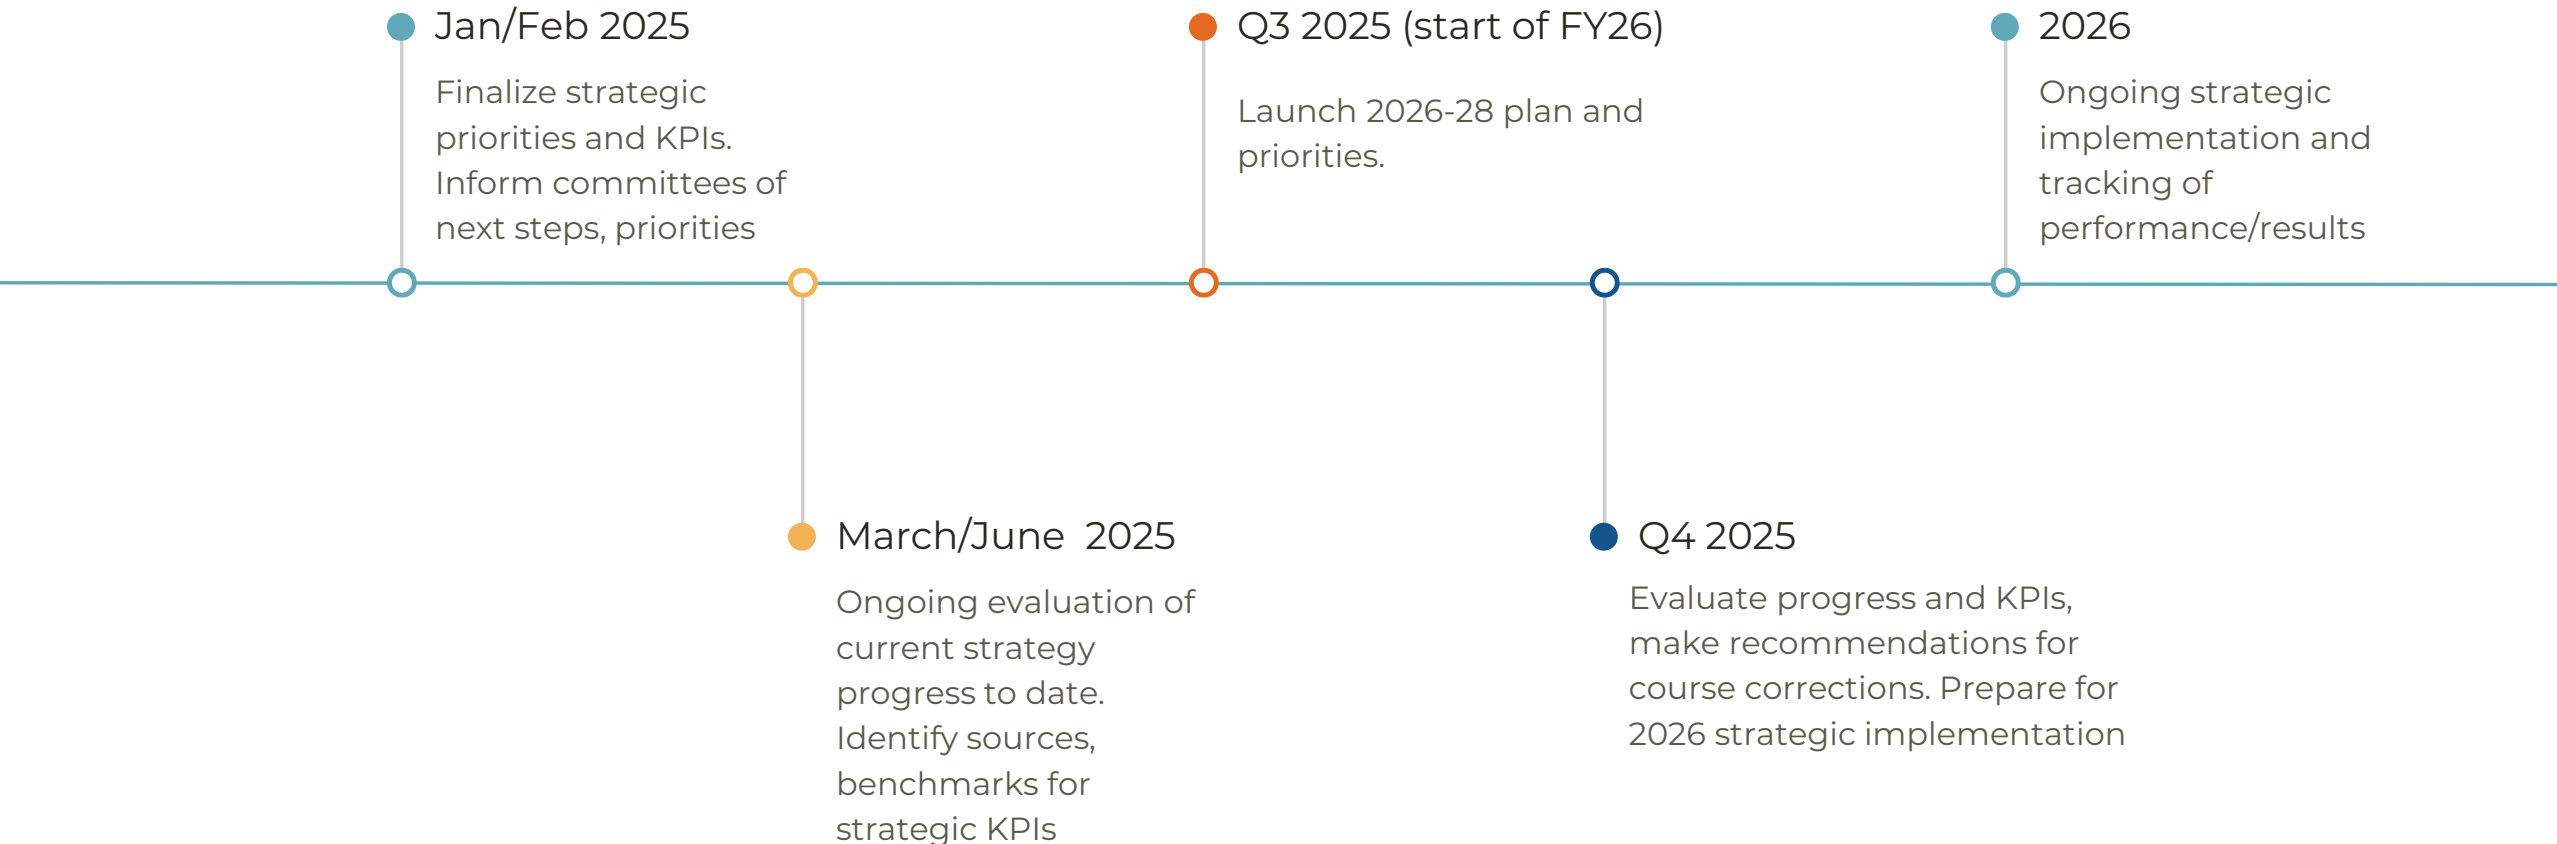 Jan/Feb 2025
Finalize strategic
priorities and KPIs.
Inform committees of
next steps, priorities
March/June  2025
Ongoing evaluation of
current strategy
progress to date.
Identify sources,
benchmarks for
strategic KPIs
Q3 2025 (start of FY26)
Launch 2026-28 plan and
priorities.
Q4 2025
Evaluate progress and KPIs,
make recommendations for
course corrections. Prepare for
2026 strategic implementation
2026
Ongoing strategic
implementation and
tracking of
performance/results